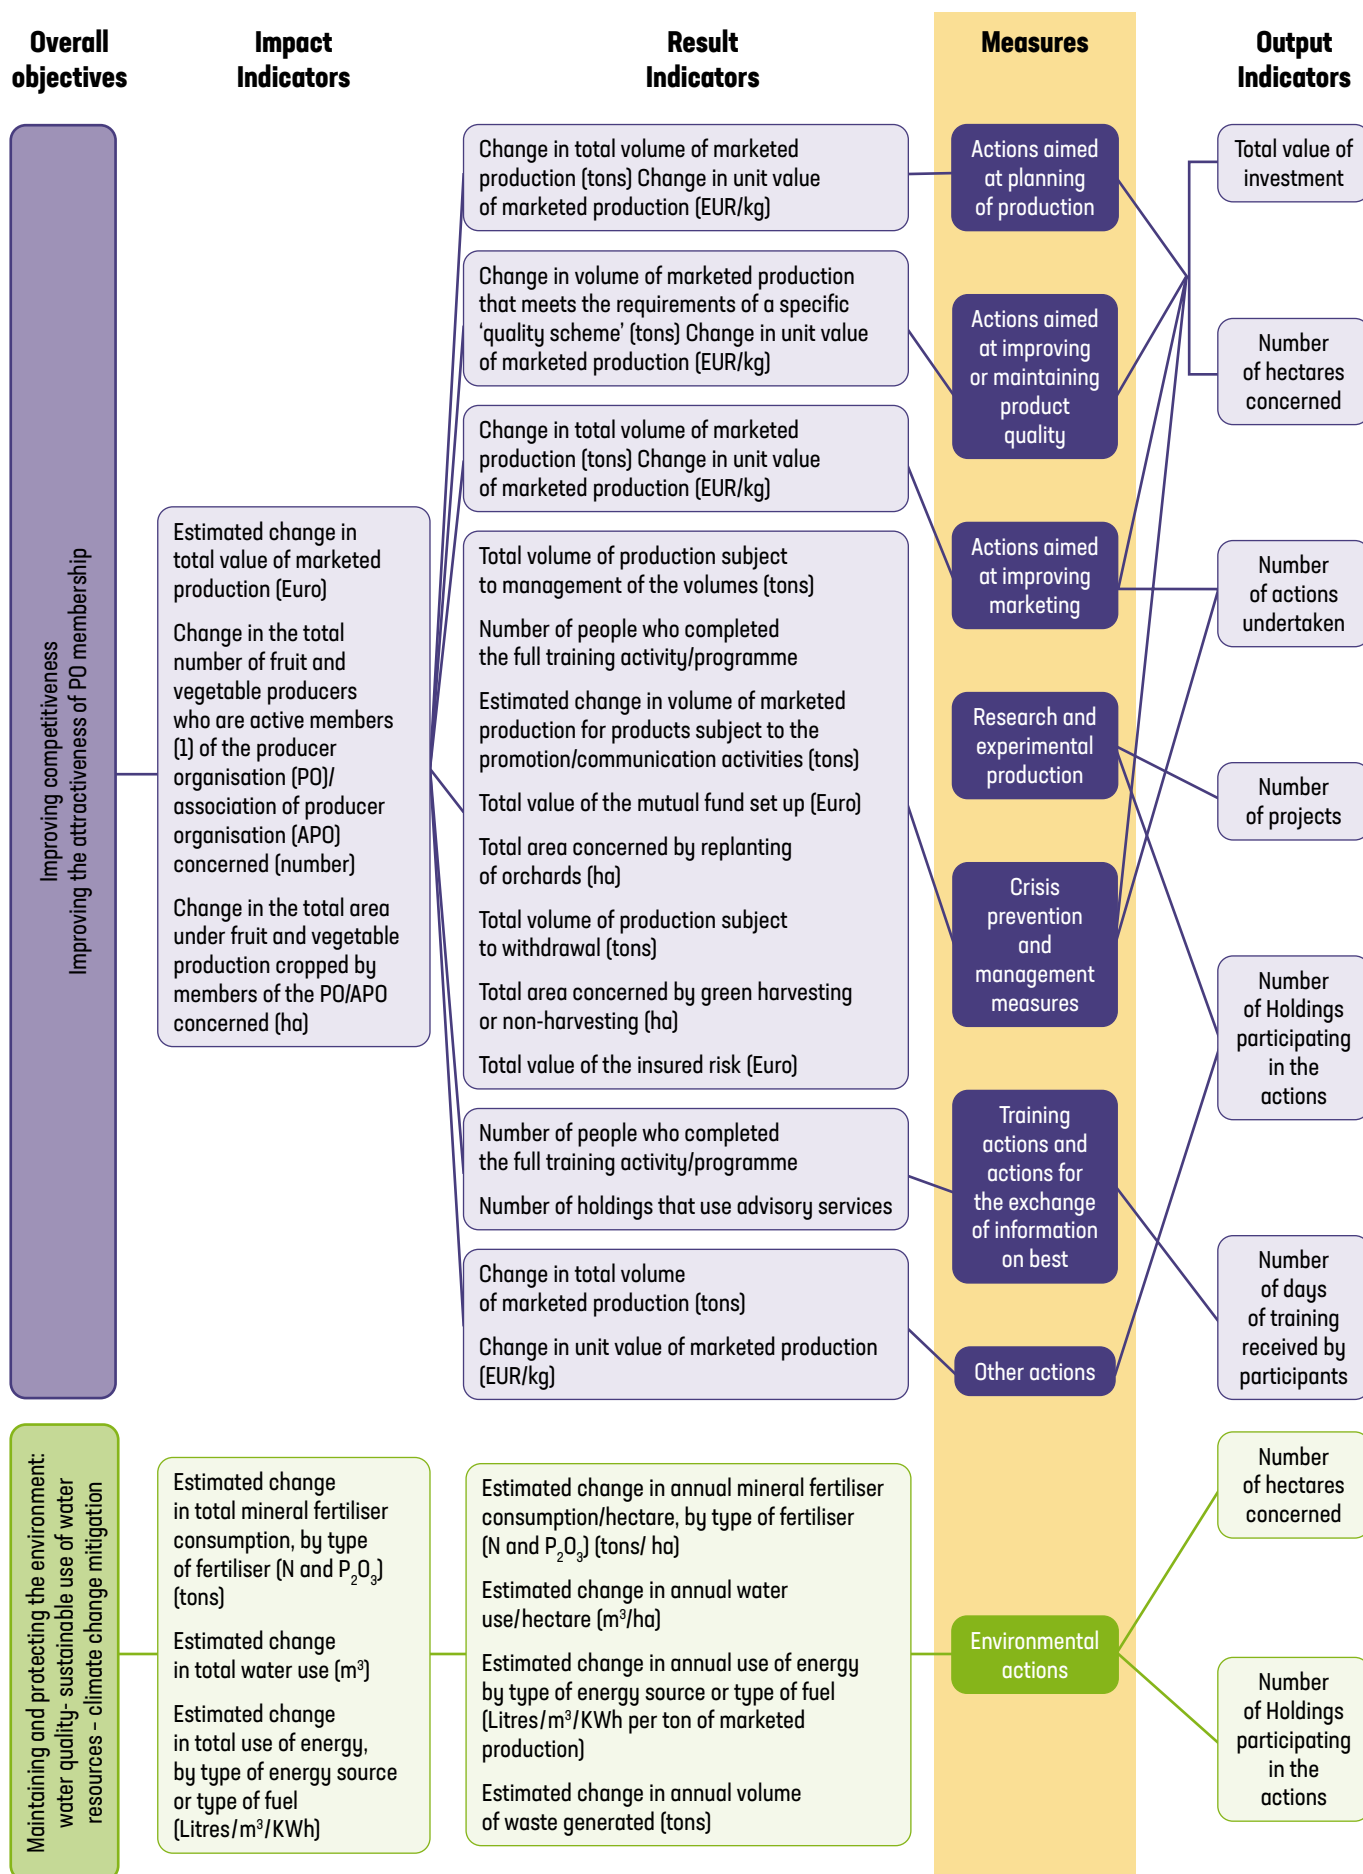 Overall
objectives
Impact
Indicators
Result
Indicators
Measures
Output
Indicators
Improving competitiveness
Improving the attractiveness of PO membership
Estimated change in
total value of marketed
production (Euro)
Change in the total
number of fruit and
vegetable producers
who are active members
(1) of the producer
organisation (PO)/
association of producer
organisation (APO)
concerned (number)
Change in the total area
under fruit and vegetable
production cropped by
members of the PO/APO
concerned (ha)
Change in total volume of marketed
production (tons) Change in unit value
of marketed production (EUR/kg)
Change in volume of marketed production
that meets the requirements of a specific
‘quality scheme’ (tons) Change in unit value
of marketed production (EUR/kg)
Change in total volume of marketed
production (tons) Change in unit value
of marketed production (EUR/kg)
Total volume of production subject
to management of the volumes (tons)
Number of people who completed
the full training activity/programme
Estimated change in volume of marketed
production for products subject to the
promotion/communication activities (tons)
Total value of the mutual fund set up (Euro)
Total area concerned by replanting
of orchards (ha)
Total volume of production subject
to withdrawal (tons)
Total area concerned by green harvesting
or non-harvesting (ha)
Total value of the insured risk (Euro)
Number of people who completed
the full training activity/programme
Number of holdings that use advisory services
Change in total volume
of marketed production (tons)
Change in unit value of marketed production
(EUR/kg)
Actions aimed
at planning
of production
Actions aimed
at improving
or maintaining
product
quality
Actions aimed
at improving
marketing
Research and
experimental
production
Crisis
prevention
and
management
measures
Training
actions and
actions for
the exchange
of information
on best
Other actions
Total value of
investment
Number
of hectares
concerned
Number
of actions
undertaken
Number
of projects
Number
of Holdings
participating
in the
actions
Number
of days
of training
received by
participants
Maintaining and protecting the environment:
water quality- sustainable use of water
resources – climate change mitigation
Estimated change
in total mineral fertiliser
consumption, by type
of fertiliser (N and P₂O₃)
(tons)
Estimated change
in total water use (m³)
Estimated change
in total use of energy,
by type of energy source
or type of fuel
(Litres/m³/KWh)
Estimated change in annual mineral fertiliser
consumption/hectare, by type of fertiliser
(N and P₂O₃) (tons/ ha)
Estimated change in annual water
use/hectare (m³/ha)
Estimated change in annual use of energy
by type of energy source or type of fuel
(Litres/m³/KWh per ton of marketed
production)
Estimated change in annual volume
of waste generated (tons)
Environmental
actions
Number
of hectares
concerned
Number
of Holdings
participating
in the
actions